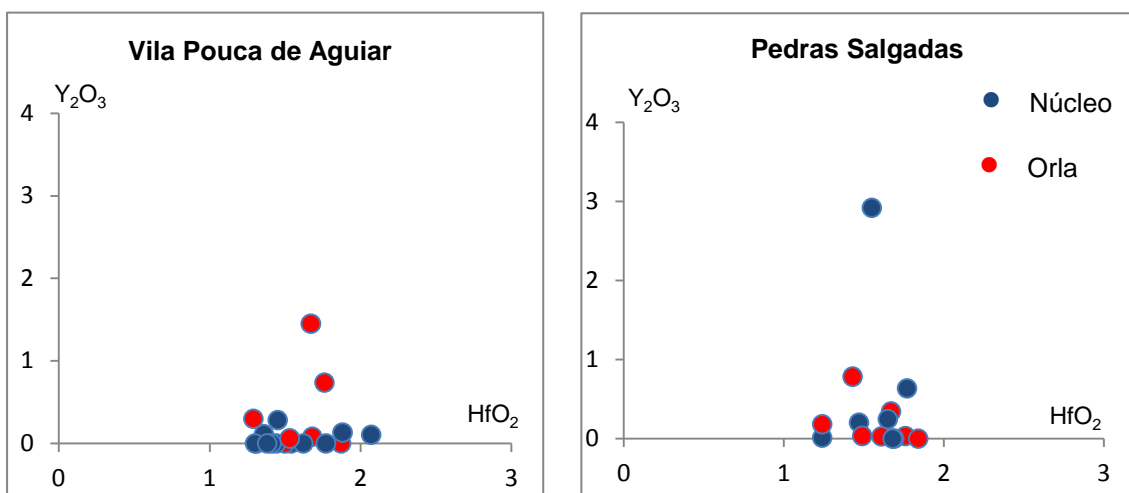 Vila Pouca de Aguiar
Y₂O₃
4
3
2
1
0
HfO₂
0 1 2 3
Pedras Salgadas
Y₂O₃
Núcleo
Orla
4
3
2
1
0
HfO₂
0 1 2 3